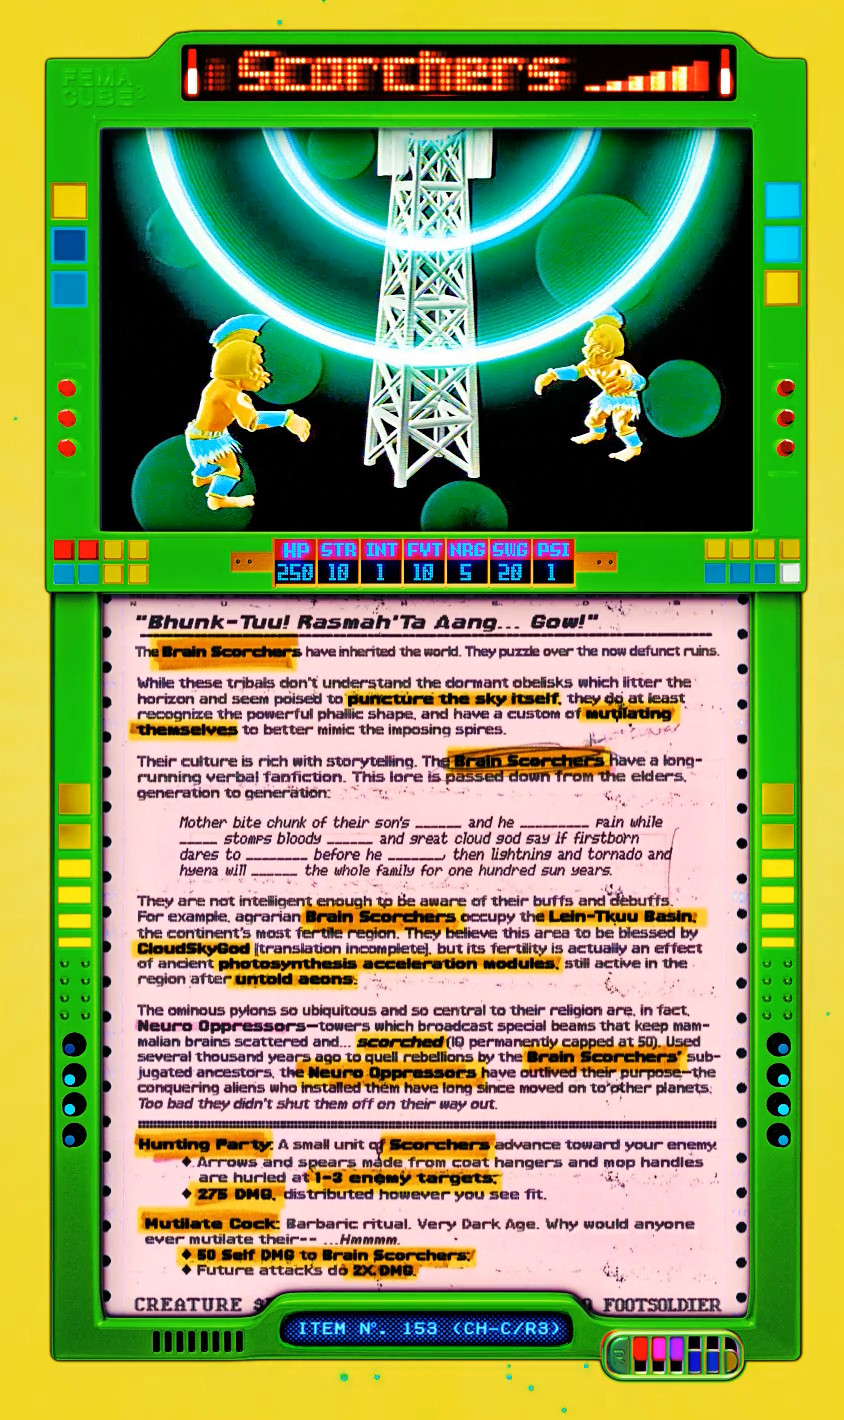 FEMA
CUBE³
Scorchers
HP STR INT FYT NRG SWG PSI
250 10 1 10 5 20 1
"Bhunk-Tuu! Rasmah'Ta Aang... Gow!"
The Brain Scorchers have inherited the world. They puzzle over the now defunct ruins.
While these tribals don't understand the dormant obelisks which litter the
horizon and seem poised to puncture the sky itself, they do at least
recognize the powerful phallic shape, and have a custom of mutilating
themselves to better mimic the imposing spires.
Their culture is rich with storytelling. The Brain Scorchers have a long-
running verbal fanfiction. This lore is passed down from the elders,
generation to generation:
Mother bite chunk of their son's ______ and he _________ pain while
_____ stomps bloody ______ and great cloud god say if firstborn
dares to ________ before he _______, then lightning and tornado and
hyena will ______ the whole family for one hundred sun years.
They are not intelligent enough to be aware of their buffs and debuffs.
For example, agrarian Brain Scorchers occupy the Lein-Tkuu Basin,
the continent's most fertile region. They believe this area to be blessed by
CloudSkyGod [translation incomplete], but its fertility is actually an effect
of ancient photosynthesis acceleration modules, still active in the
region after untold aeons.
The ominous pylons so ubiquitous and so central to their religion are, in fact,
Neuro Oppressors—towers which broadcast special beams that keep mam-
malian brains scattered and... scorched (IQ permanently capped at 50). Used
several thousand years ago to quell rebellions by the Brain Scorchers' sub-
jugated ancestors, the Neuro Oppressors have outlived their purpose—the
conquering aliens who installed them have long since moved on to other planets.
Too bad they didn't shut them off on their way out.
Hunting Party: A small unit of Scorchers advance toward your enemy.
♦ Arrows and spears made from coat hangers and mop handles
are hurled at 1-3 enemy targets;
♦ 275 DMG, distributed however you see fit.
Mutilate Cock: Barbaric ritual. Very Dark Age. Why would anyone
ever mutilate their-- ...Hmmmm.
♦ 50 Self DMG to Brain Scorchers;
♦ Future attacks do 2X DMG.
CREATURE
FOOTSOLDIER
ITEM Nº. 153 (CH-C/R3)